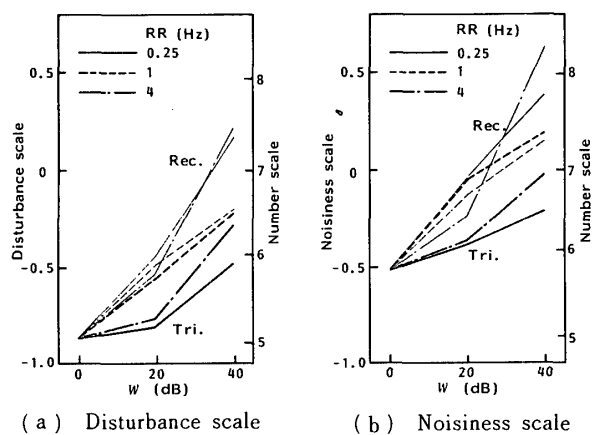 RR (Hz)
0.25
1
4
Disturbance scale
0.5
0
-0.5
-1.0
8
7
6
5
Number scale
Rec.
Tri.
0 20 40
W (dB)
(a) Disturbance scale
RR (Hz)
0.25
1
4
Noisiness scale
0.5
0
-0.5
-1.0
8
7
6
5
Number scale
Rec.
Tri.
0 20 40
W (dB)
(b) Noisiness scale